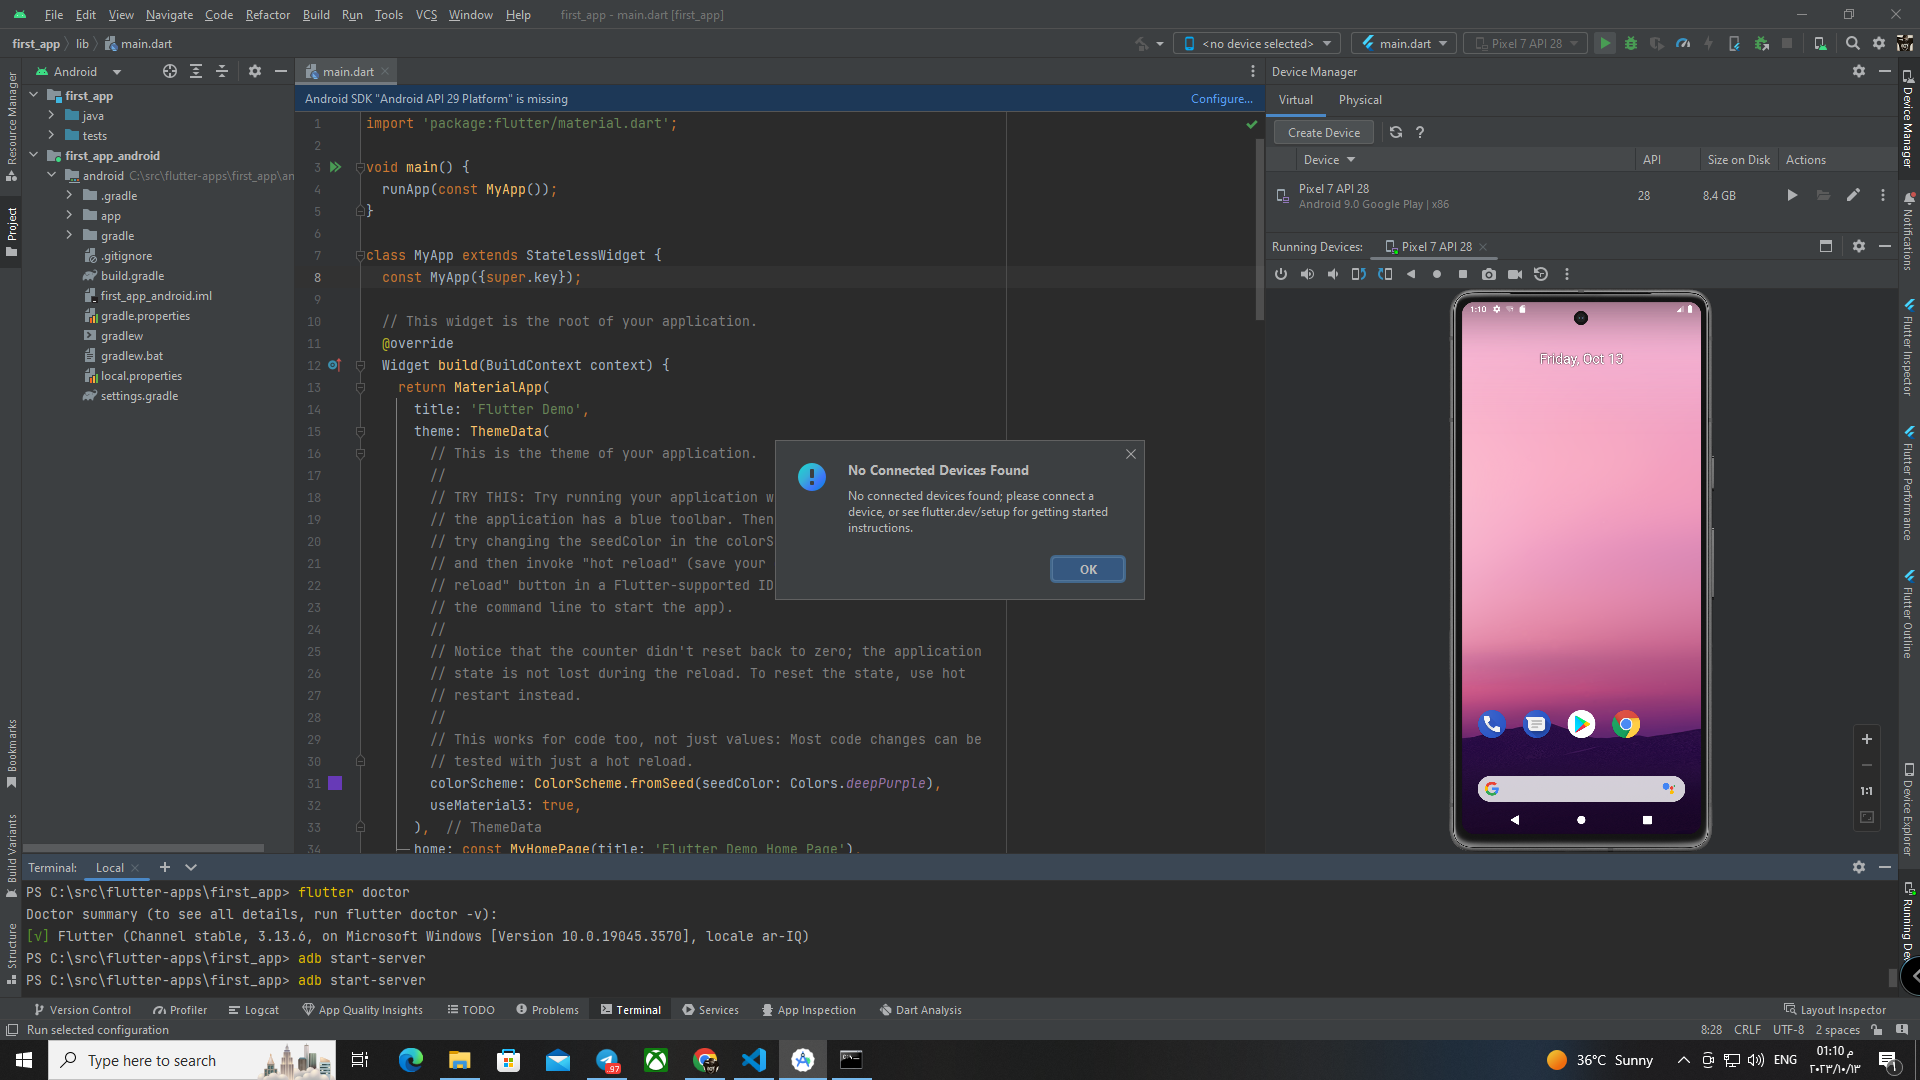 File Edit View Navigate Code Refactor Build Run Tools VCS Window Help first_app - main.dart [first_app]
first_app lib main.dart
<no device selected> main.dart Pixel 7 API 28
Android
main.dart
Device Manager
Resource Manager
Project
Bookmarks
Build Variants
Structure
first_app
java
tests
first_app_android
android C:\src\flutter-apps\first_app\an
.gradle
app
gradle
.gitignore
build.gradle
first_app_android.iml
gradle.properties
gradlew
gradlew.bat
local.properties
settings.gradle
Android SDK "Android API 29 Platform" is missing Configure...
1 import 'package:flutter/material.dart';
2
3 void main() {
4 runApp(const MyApp());
5 }
6
7 class MyApp extends StatelessWidget {
8 const MyApp({super.key});
9
10 // This widget is the root of your application.
11 @override
12 Widget build(BuildContext context) {
13 return MaterialApp(
14 title: 'Flutter Demo',
15 theme: ThemeData(
16 // This is the theme of your application.
17 //
18 // TRY THIS: Try running your application w
19 // the application has a blue toolbar. Then
20 // try changing the seedColor in the colorS
21 // and then invoke "hot reload" (save your
22 // reload" button in a Flutter-supported ID
23 // the command line to start the app).
24 //
25 // Notice that the counter didn't reset back to zero; the application
26 // state is not lost during the reload. To reset the state, use hot
27 // restart instead.
28 //
29 // This works for code too, not just values: Most code changes can be
30 // tested with just a hot reload.
31 colorScheme: ColorScheme.fromSeed(seedColor: Colors.deepPurple),
32 useMaterial3: true,
33 ), // ThemeData
34 home: const MyHomePage(title: 'Flutter Demo Home Page'),
No Connected Devices Found
No connected devices found; please connect a
device, or see flutter.dev/setup for getting started
instructions.
OK
Virtual Physical
Create Device ?
Device API Size on Disk Actions
Pixel 7 API 28
Android 9.0 Google Play | x86
28 8.4 GB
Running Devices: Pixel 7 API 28
1:10
Friday, Oct 13
1:1
Device Manager
Notifications
Flutter Inspector
Flutter Performance
Flutter Outline
Device Explorer
Running Dev
Terminal: Local
PS C:\src\flutter-apps\first_app> flutter doctor
Doctor summary (to see all details, run flutter doctor -v):
[√] Flutter (Channel stable, 3.13.6, on Microsoft Windows [Version 10.0.19045.3570], locale ar-IQ)
PS C:\src\flutter-apps\first_app> adb start-server
PS C:\src\flutter-apps\first_app> adb start-server
Version Control Profiler Logcat App Quality Insights TODO Problems Terminal Services App Inspection Dart Analysis Layout Inspector
Run selected configuration 8:28 CRLF UTF-8 2 spaces
Type here to search
97
36°C Sunny ENG
01:10 م
٢٠٢٣/١٠/١٣
1